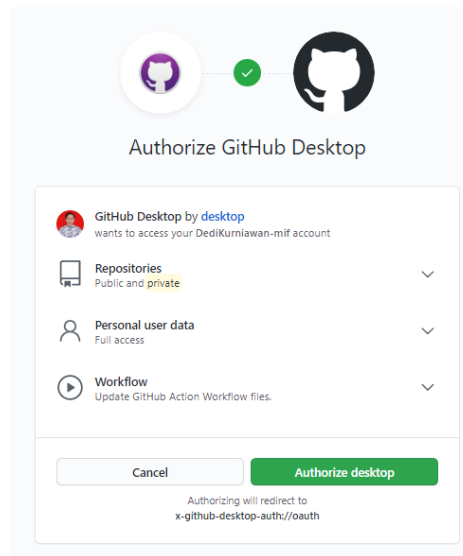 Authorize GitHub Desktop
GitHub Desktop by desktop
wants to access your DediKurniawan-mif account
Repositories
Public and private
Personal user data
Full access
Workflow
Update GitHub Action Workflow files.
Cancel
Authorize desktop
Authorizing will redirect to
x-github-desktop-auth://oauth